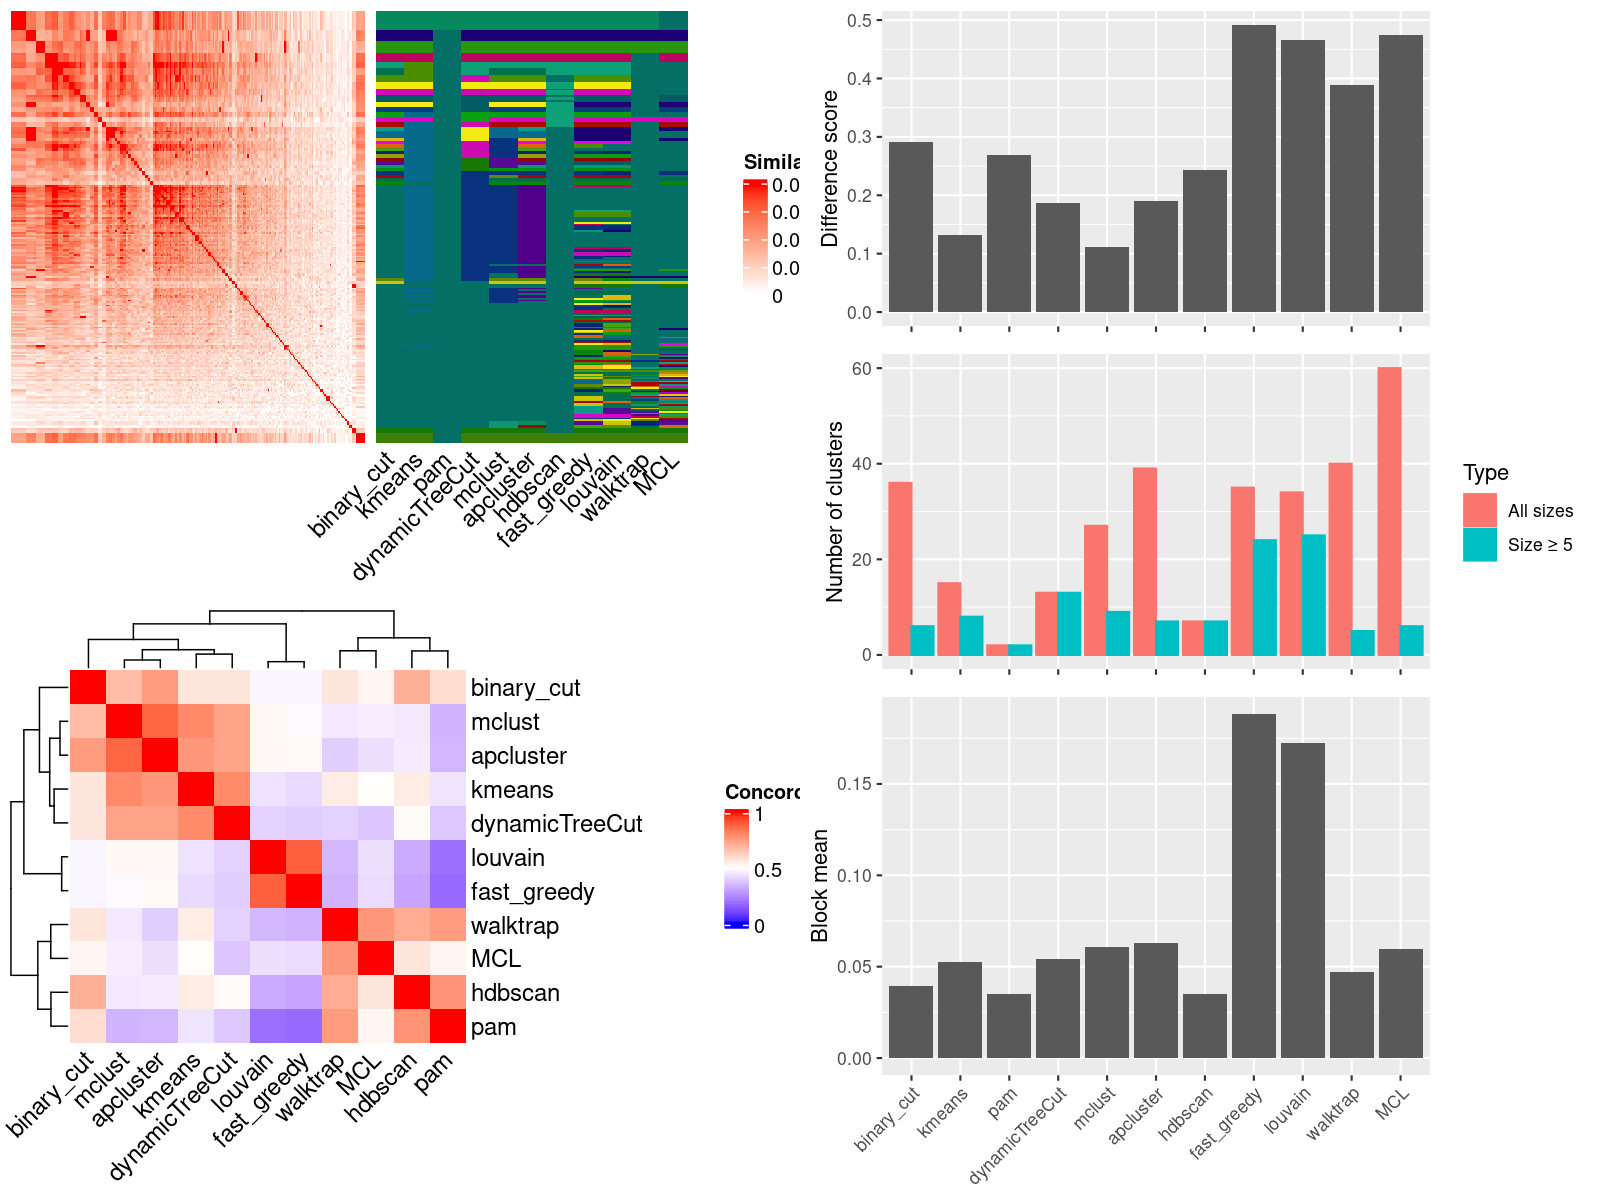 Simila
0.0
0.0
0.0
0.0
0
binary_cut
kmeans
pam
dynamicTreeCut
mclust
apcluster
hdbscan
fast_greedy
louvain
walktrap
MCL
binary_cut
mclust
apcluster
kmeans
dynamicTreeCut
louvain
fast_greedy
walktrap
MCL
hdbscan
pam
binary_cut
mclust
apcluster
kmeans
dynamicTreeCut
louvain
fast_greedy
walktrap
MCL
hdbscan
pam
Concord
1
0.5
0
Difference score
0.5
0.4
0.3
0.2
0.1
0.0
Number of clusters
60
40
20
0
Type
All sizes
Size ≥ 5
Block mean
0.15
0.10
0.05
0.00
binary_cut
kmeans
pam
dynamicTreeCut
mclust
apcluster
hdbscan
fast_greedy
louvain
walktrap
MCL